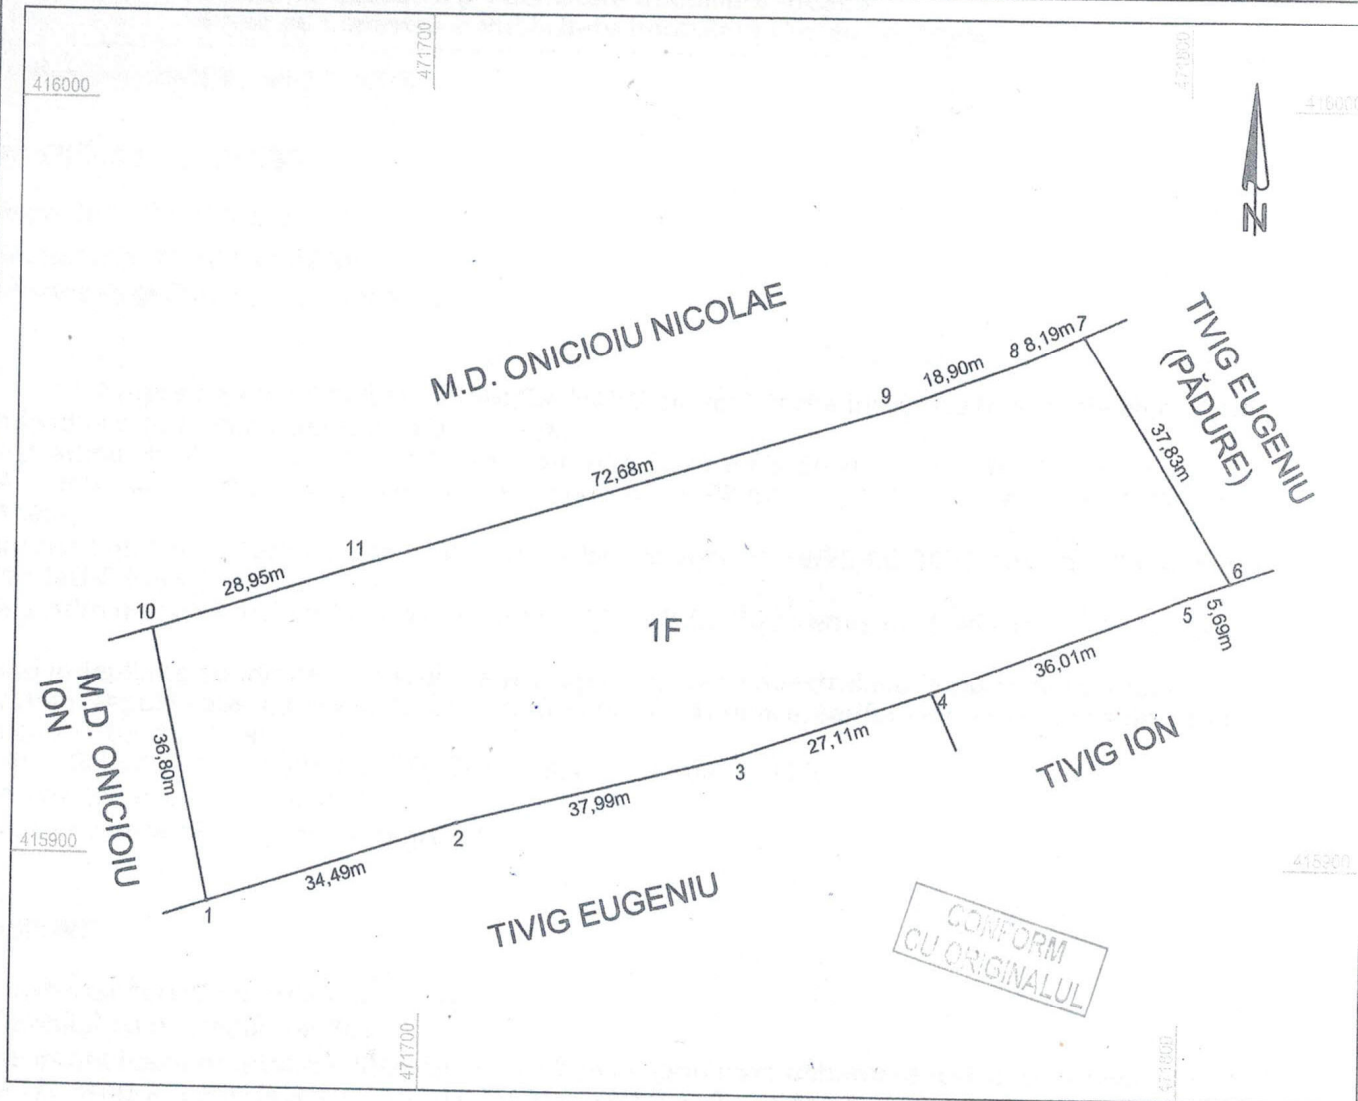 471700
471800
416000
416000
N
M.D. ONICIOIU NICOLAE
TIVIG EUGENIU
(PĂDURE)
7
8,19m
8
18,90m
9
37,83m
72,68m
11
28,95m
10
6
5
5,69m
1F
36,01m
4
M.D. ONICIOIU
ION
36,80m
27,11m
TIVIG ION
3
37,99m
2
415900
415900
34,49m
1
TIVIG EUGENIU
CONFORM
CU ORIGINALUL
471700
471800